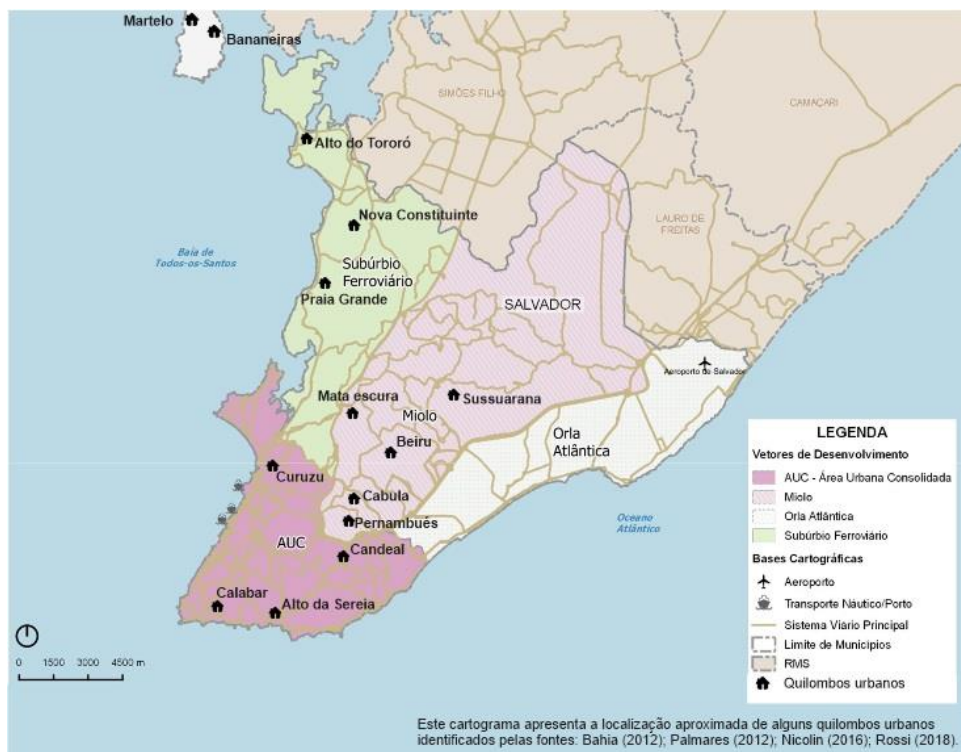 Martelo
Bananeiras
SIMÕES FILHO
CAMAÇARI
Alto do Tororó
Nova Constituinte
LAURO DE
FREITAS
Baía de
Todos-os-Santos
Subúrbio
Ferroviário
Praia Grande
SALVADOR
Aeroporto de Salvador
Mata escura
Sussuarana
Miolo
Orla
Atlântica
Beiru
Curuzu
Cabula
Pernambués
Oceano
Atlântico
AUC
Candeal
Calabar
Alto da Sereia
0 1500 3000 4500 m
LEGENDA
Vetores de Desenvolvimento
AUC - Área Urbana Consolidada
Miolo
Orla Atlântica
Subúrbio Ferroviário
Bases Cartográficas
Aeroporto
Transporte Náutico/Porto
Sistema Viario Principal
Limite de Municipios
RMS
Quilombos urbanos
Este cartograma apresenta a localização aproximada de alguns quilombos urbanos
identificados pelas fontes: Bahia (2012); Palmares (2012); Nicolin (2016); Rossi (2018).